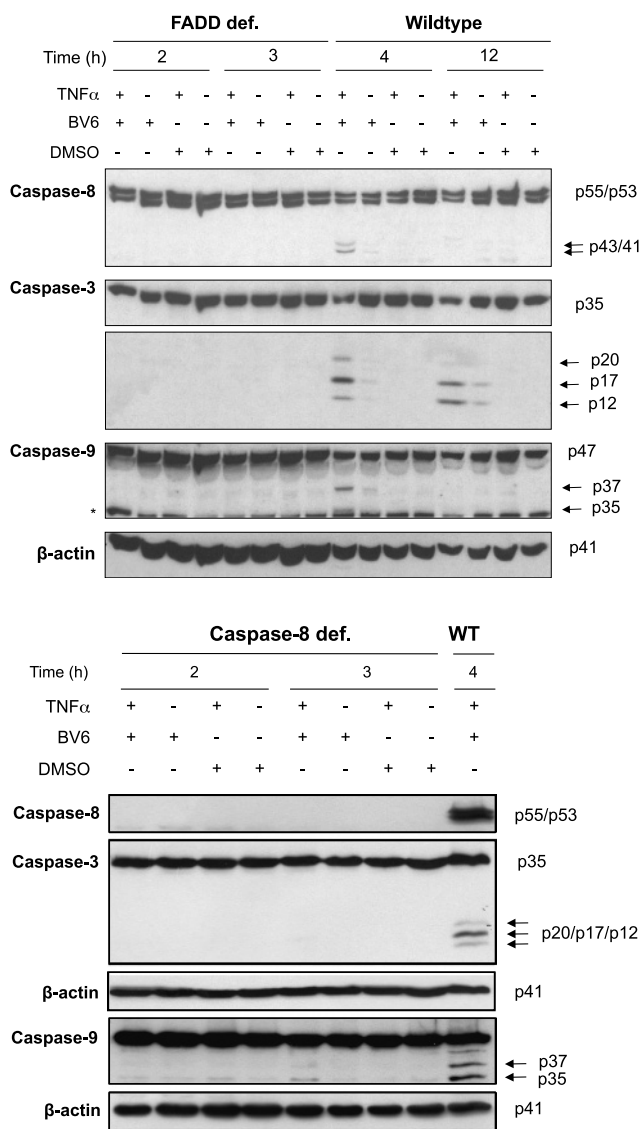 FADD def. Wildtype
Time (h) 2 3 4 12
TNFα + - + - + - + - + - + - + - + -
BV6 + + - - + + - - + + - - + + - -
DMSO - - + + - - + + - - + + - - + +
Caspase-8 p55/p53
p43/41
Caspase-3 p35
p20
p17
p12
Caspase-9 p47
p37
* p35
β-actin p41
Caspase-8 def. WT
Time (h) 2 3 4
TNFα + - + - + - + - +
BV6 + + - - + + - - +
DMSO - - + + - - + + -
Caspase-8 p55/p53
Caspase-3 p35
p20/p17/p12
β-actin p41
Caspase-9
p37
p35
β-actin p41